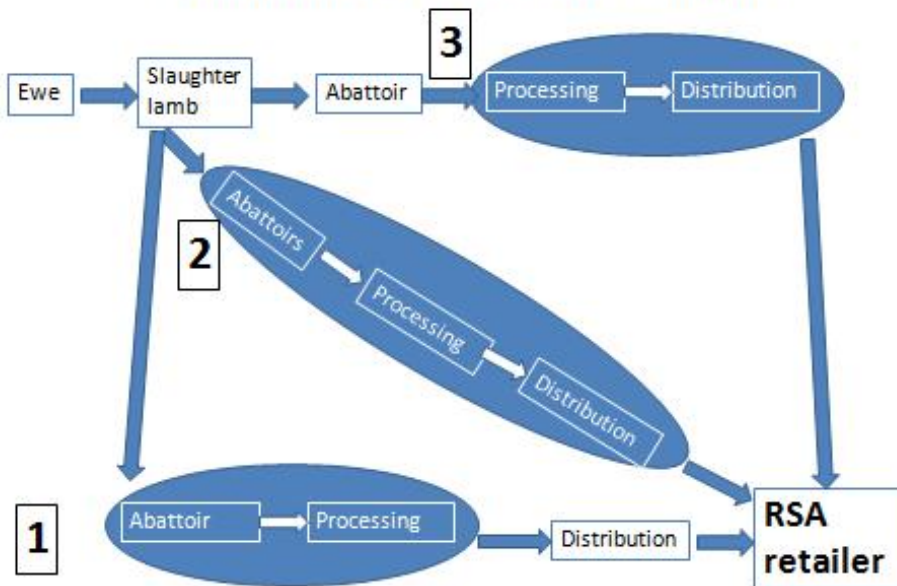 3
Ewe
Slaughter
lamb
Abattoir
Processing
Distribution
2
Abattoirs
Processing
Distribution
1
Abattoir
Processing
Distribution
RSA
retailer